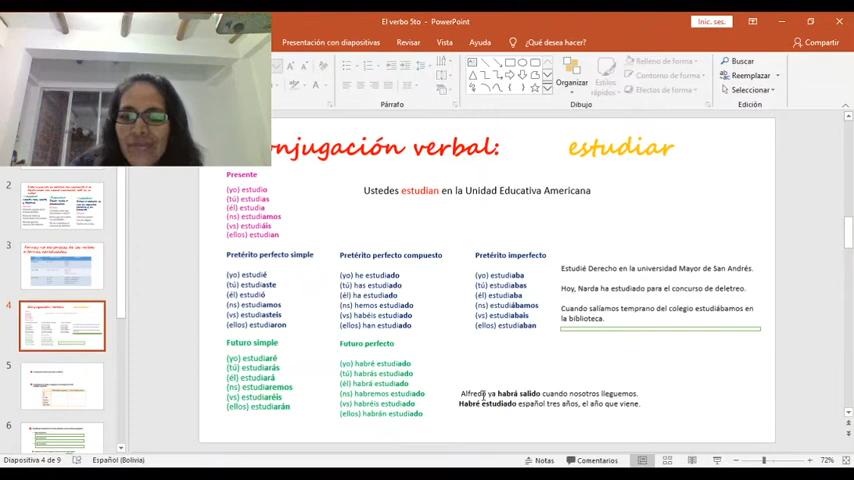 El verbo 5to - PowerPoint
Inic. ses.
Presentación con diapositivas
Revisar
Vista
Ayuda
¿Qué desea hacer?
Compartir
Organizar
Estilos
rápidos
Relleno de forma
Contorno de forma
Efectos de forma
Buscar
Reemplazar
Seleccionar
Párrafo
Dibujo
Edición
onjugación verbal: estudiar
Presente
(yo) estudio
(tú) estudias
(él) estudia
(ns) estudiamos
(vs) estudiáis
(ellos) estudian
Ustedes estudian en la Unidad Educativa Americana
Pretérito perfecto simple
(yo) estudié
(tú) estudiaste
(él) estudió
(ns) estudiamos
(vs) estudiasteis
(ellos) estudiaron
Pretérito perfecto compuesto
(yo) he estudiado
(tú) has estudiado
(él) ha estudiado
(ns) hemos estudiado
(vs) habéis estudiado
(ellos) han estudiado
Pretérito imperfecto
(yo) estudiaba
(tú) estudiabas
(él) estudiaba
(ns) estudiábamos
(vs) estudiabais
(ellos) estudiaban
Estudié Derecho en la universidad Mayor de San Andrés.
Hoy, Narda ha estudiado para el concurso de deletreo.
Cuando salíamos temprano del colegio estudiábamos en
la biblioteca.
Futuro simple
(yo) estudiaré
(tú) estudiarás
(él) estudiará
(ns) estudiaremos
(vs) estudiaréis
(ellos) estudiarán
Futuro perfecto
(yo) habré estudiado
(tú) habrás estudiado
(él) habrá estudiado
(ns) habremos estudiado
(vs) habréis estudiado
(ellos) habrán estudiado
Alfredo ya habrá salido cuando nosotros lleguemos.
Habré estudiado español tres años, el año que viene.
2
3
4
5
6
Diapositiva 4 de 9
Español (Bolivia)
Notas
Comentarios
72%